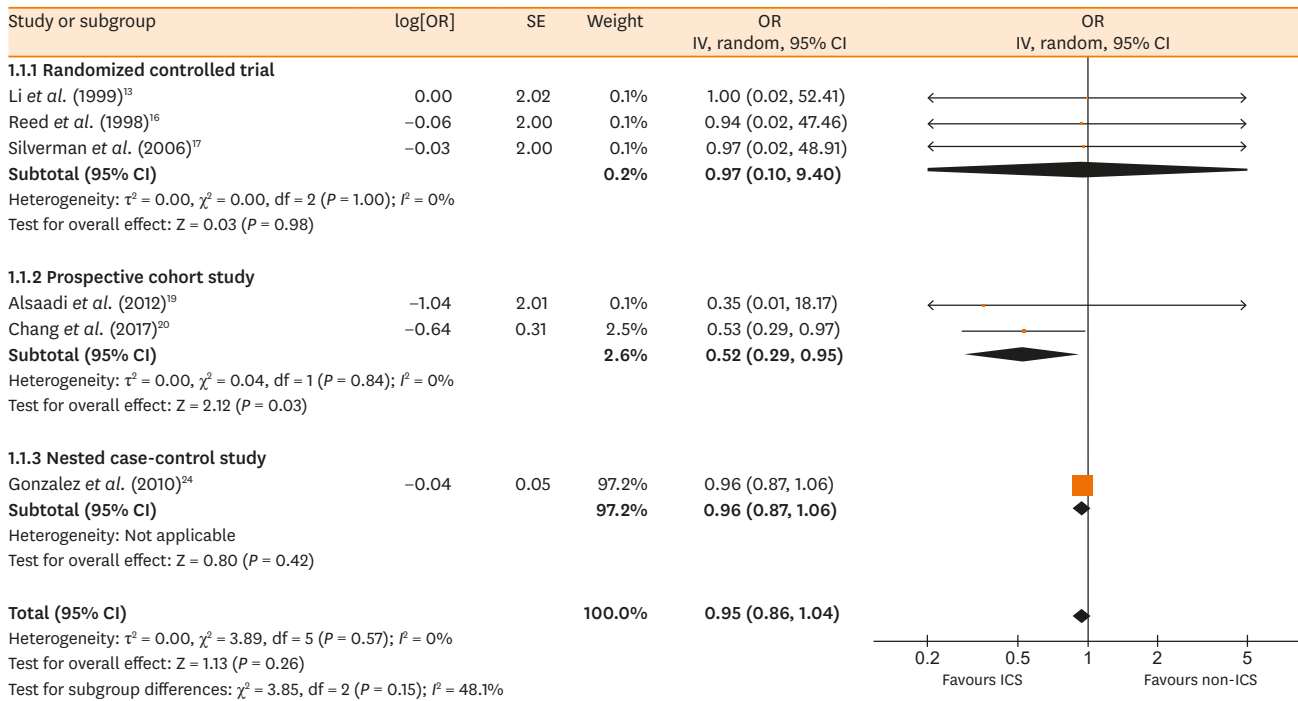 Study or subgroup log[OR] SE Weight OR OR
IV, random, 95% CI IV, random, 95% CI
1.1.1 Randomized controlled trial
Li et al. (1999)¹³ 0.00 2.02 0.1% 1.00 (0.02, 52.41)
Reed et al. (1998)¹⁶ −0.06 2.00 0.1% 0.94 (0.02, 47.46)
Silverman et al. (2006)¹⁷ −0.03 2.00 0.1% 0.97 (0.02, 48.91)
Subtotal (95% CI) 0.2% 0.97 (0.10, 9.40)
Heterogeneity: τ² = 0.00, χ² = 0.00, df = 2 (P = 1.00); I² = 0%
Test for overall effect: Z = 0.03 (P = 0.98)
1.1.2 Prospective cohort study
Alsaadi et al. (2012)¹⁹ −1.04 2.01 0.1% 0.35 (0.01, 18.17)
Chang et al. (2017)²⁰ −0.64 0.31 2.5% 0.53 (0.29, 0.97)
Subtotal (95% CI) 2.6% 0.52 (0.29, 0.95)
Heterogeneity: τ² = 0.00, χ² = 0.04, df = 1 (P = 0.84); I² = 0%
Test for overall effect: Z = 2.12 (P = 0.03)
1.1.3 Nested case-control study
Gonzalez et al. (2010)²⁴ −0.04 0.05 97.2% 0.96 (0.87, 1.06)
Subtotal (95% CI) 97.2% 0.96 (0.87, 1.06)
Heterogeneity: Not applicable
Test for overall effect: Z = 0.80 (P = 0.42)
Total (95% CI) 100.0% 0.95 (0.86, 1.04)
Heterogeneity: τ² = 0.00, χ² = 3.89, df = 5 (P = 0.57); I² = 0%
Test for overall effect: Z = 1.13 (P = 0.26)
Test for subgroup differences: χ² = 3.85, df = 2 (P = 0.15); I² = 48.1%
0.2 0.5 1 2 5
Favours ICS Favours non-ICS